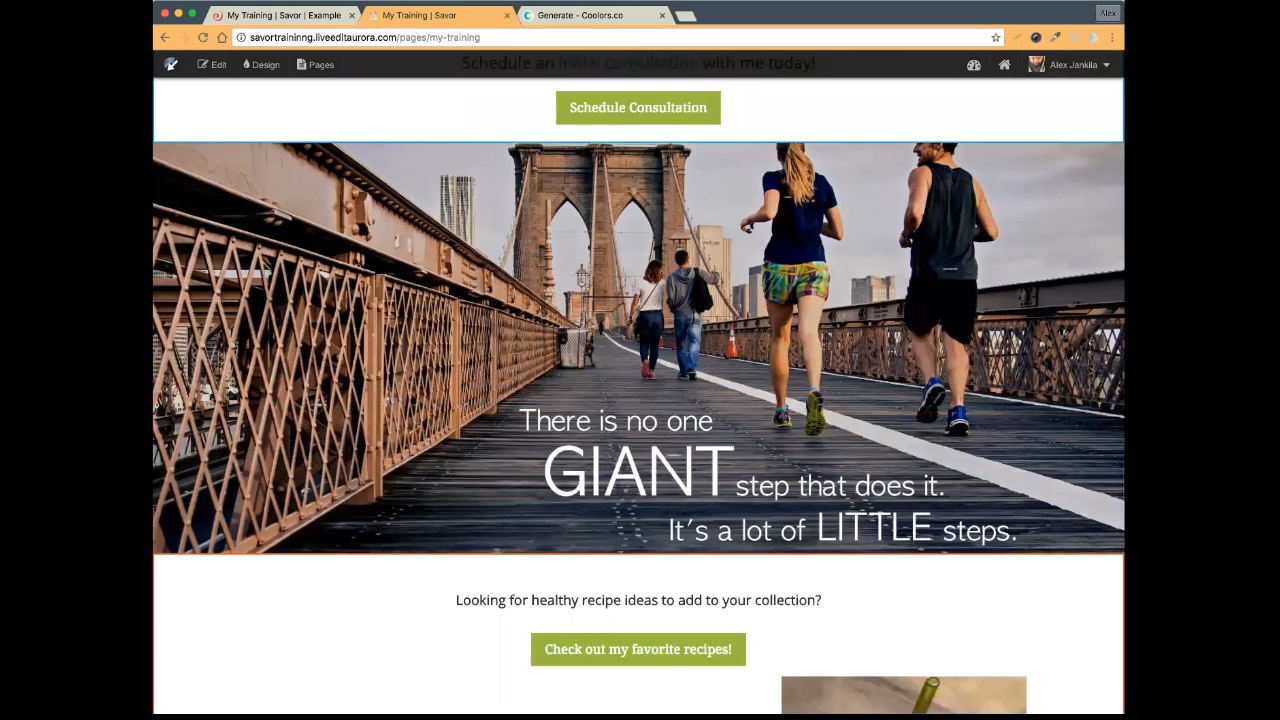 My Training | Savor | Example
My Training | Savor
Generate - Coolors.co
Alex
savortraininng.liveeditaurora.com/pages/my-training
Edit
Design
Pages
Alex Jankila
Schedule an consultation with me today!
Schedule Consultation
There is no one
GIANT step that does it.
It's a lot of LITTLE steps.
Looking for healthy recipe ideas to add to your collection?
Check out my favorite recipes!